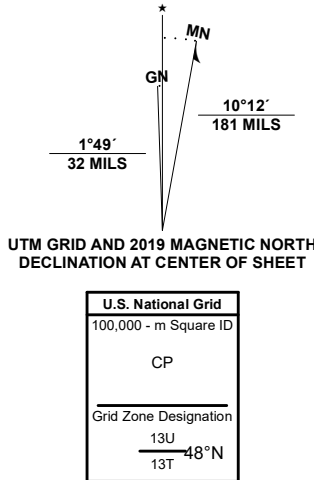 ★
MN
GN
10°12´
181 MILS
1°49´
32 MILS
UTM GRID AND 2019 MAGNETIC NORTH
DECLINATION AT CENTER OF SHEET
U.S. National Grid
100,000 - m Square ID
CP
Grid Zone Designation
13U
48°N
13T